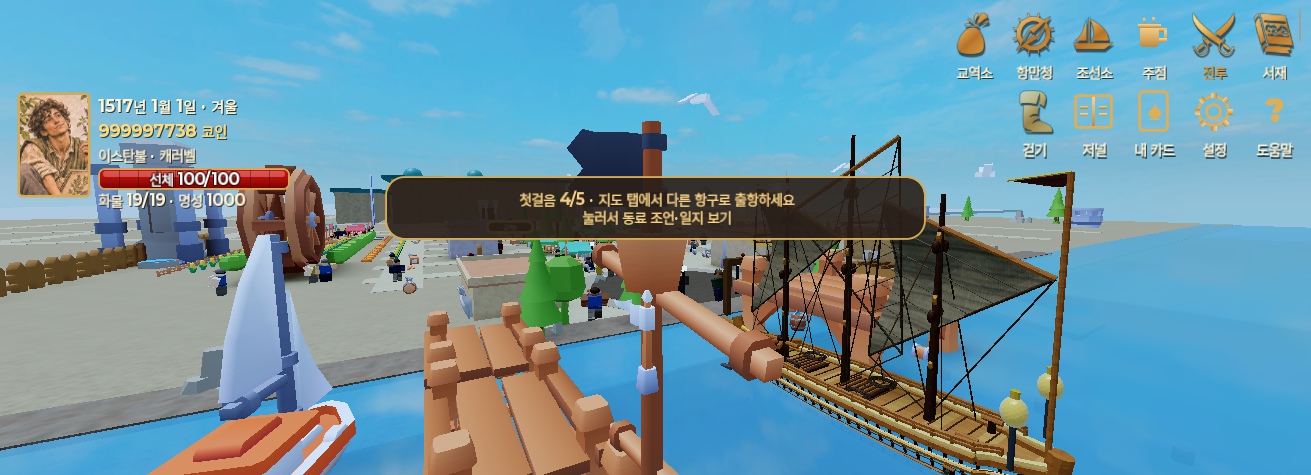 교역소
항만청
조선소
주점
전투
서재
걷기
저널
내 카드
설정
도움말
1517년 1월 1일 · 겨울
999997738 코인
이스탄불 · 캐러벨
선체 100/100
화물 19/19 · 명성 1000
첫걸음 4/5 · 지도 탭에서 다른 항구로 출항하세요
눌러서 동료 조언·일지 보기